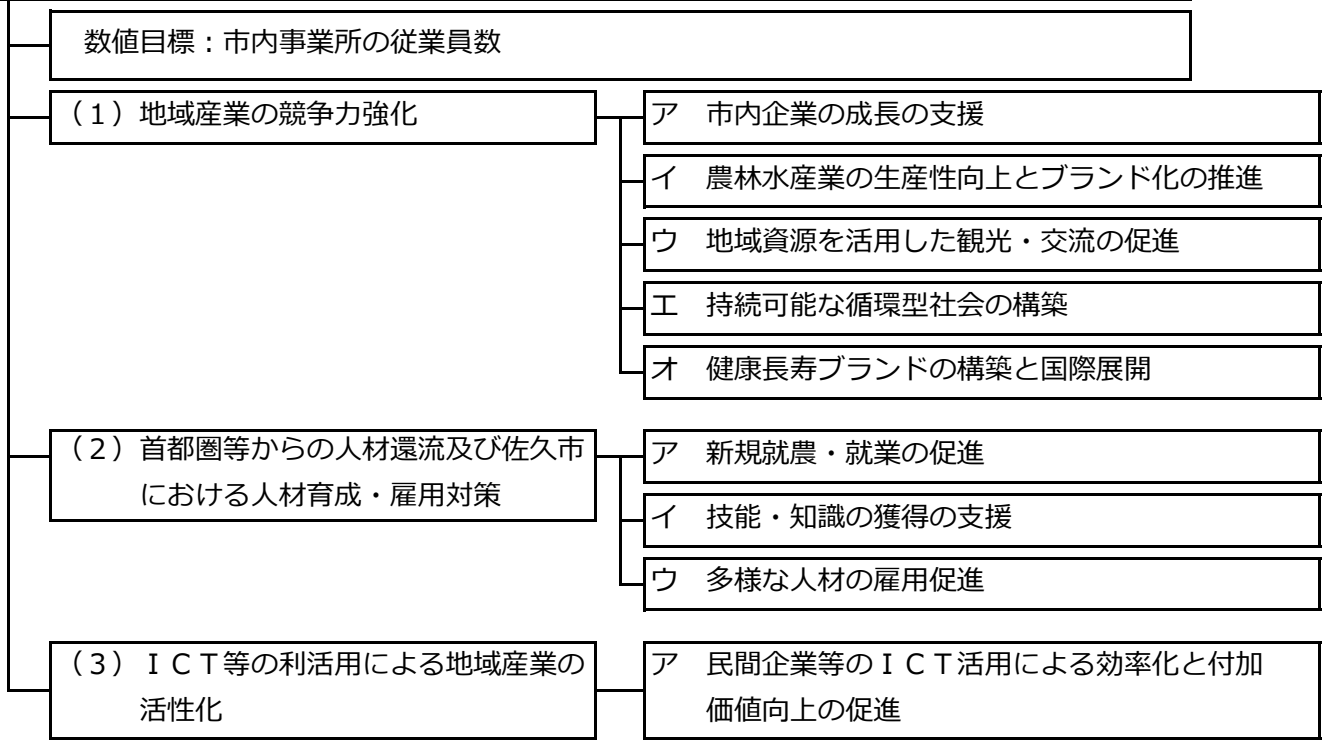 数値目標：市内事業所の従業員数
（１）地域産業の競争力強化
ア　市内企業の成長の支援
イ　農林水産業の生産性向上とブランド化の推進
ウ　地域資源を活用した観光・交流の促進
エ　持続可能な循環型社会の構築
オ　健康長寿ブランドの構築と国際展開
（２）首都圏等からの人材還流及び佐久市
における人材育成・雇用対策
ア　新規就農・就業の促進
イ　技能・知識の獲得の支援
ウ　多様な人材の雇用促進
（３）ＩＣＴ等の利活用による地域産業の
活性化
ア　民間企業等のＩＣＴ活用による効率化と付加
価値向上の促進